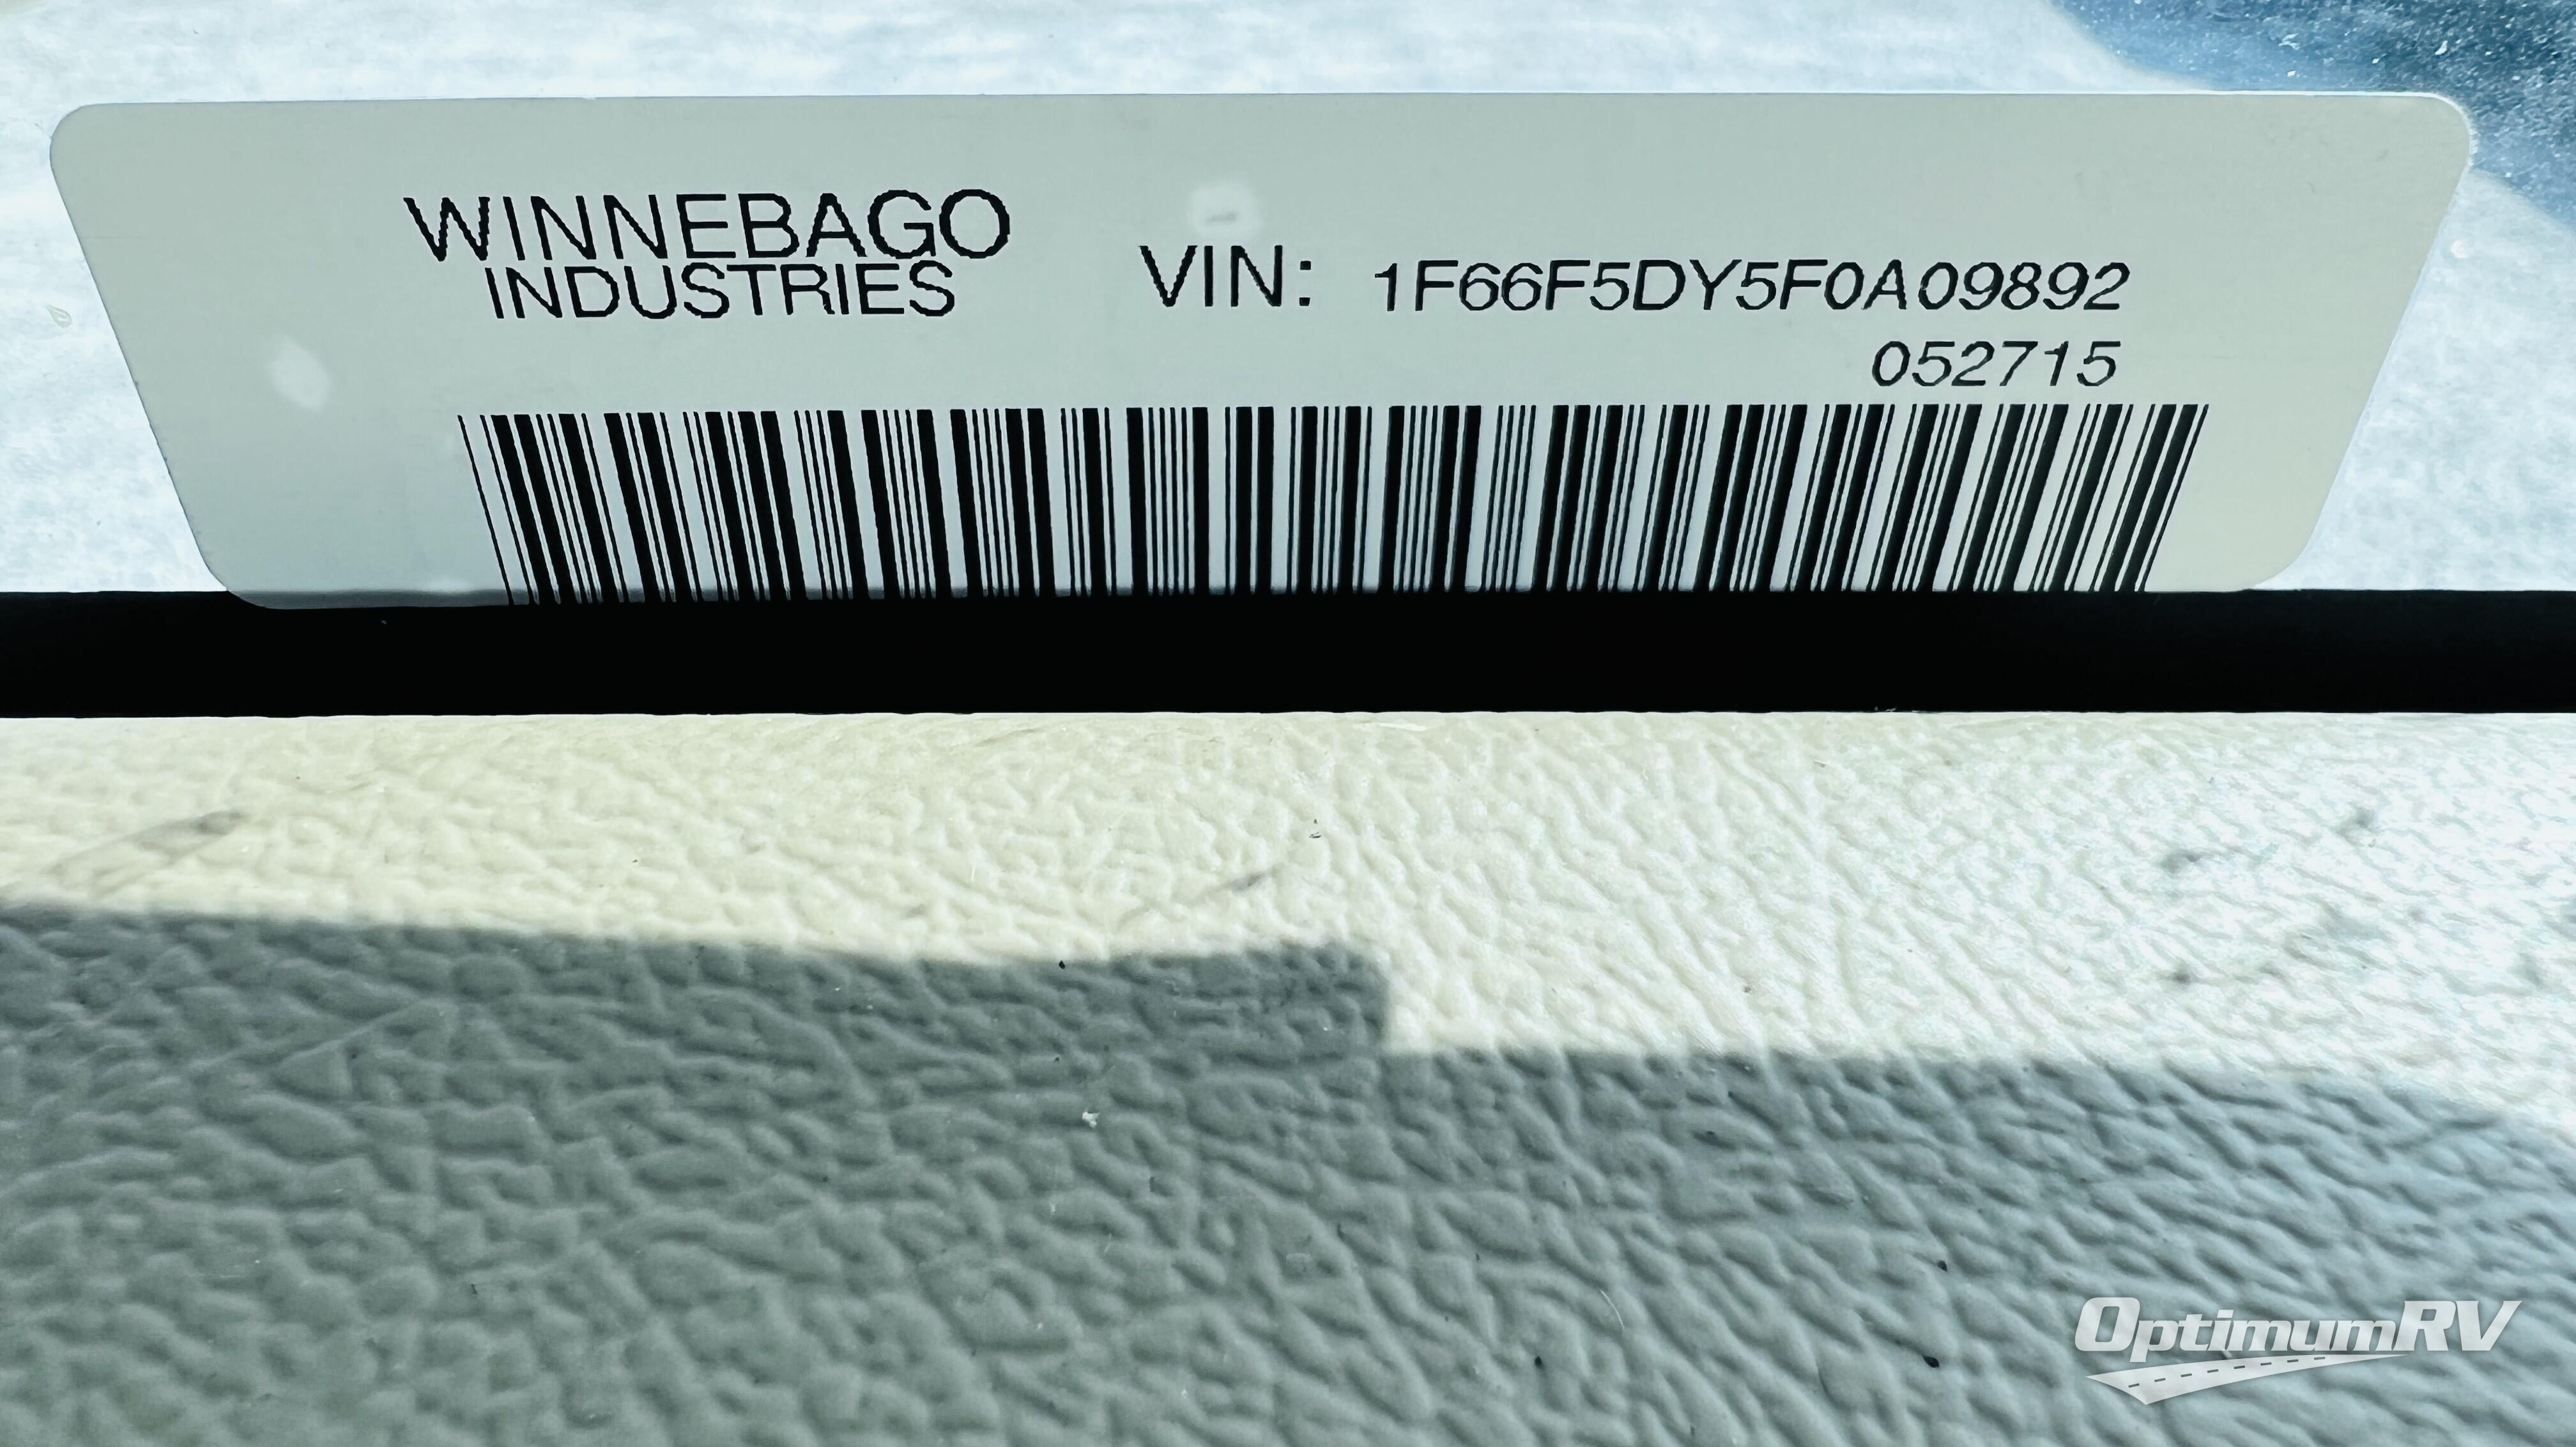 WINNEBAGO
INDUSTRIES
VIN: 1F66F5DY5F0A09892
052715
OptimumRV